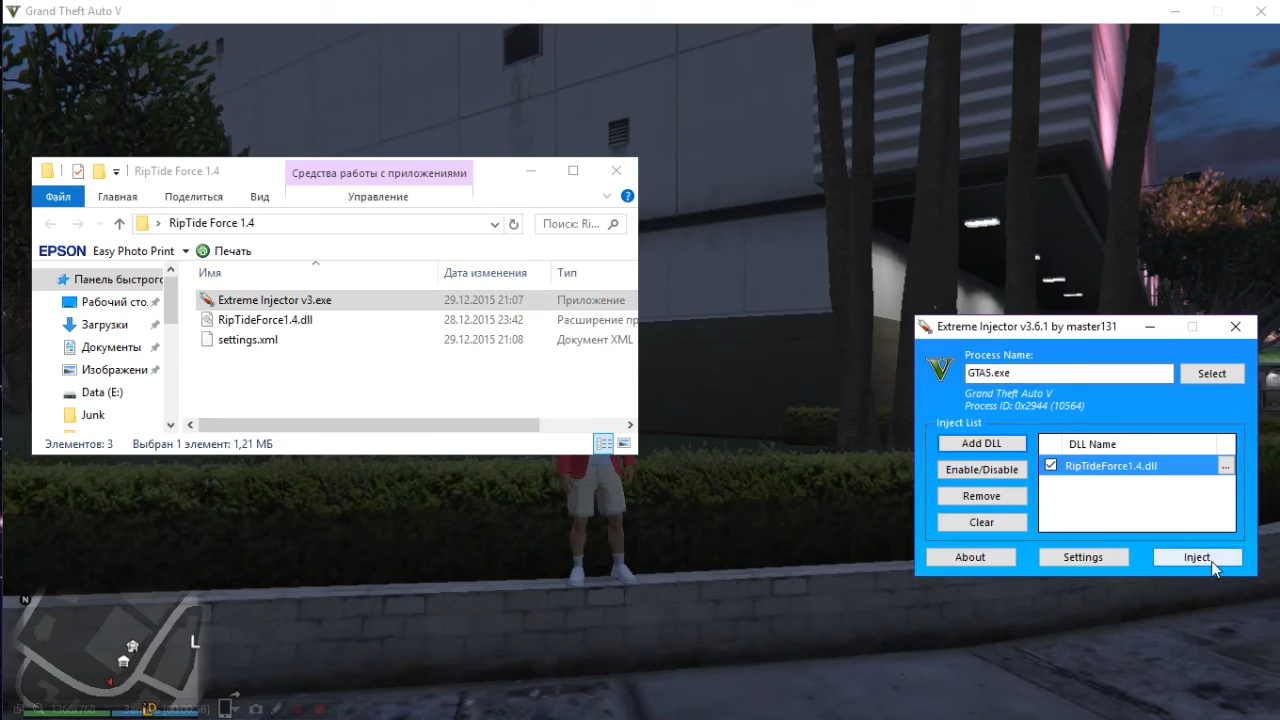 Grand Theft Auto V
RipTide Force 1.4
Средства работы с приложениями
Файл
Главная
Поделиться
Вид
Управление
RipTide Force 1.4
Поиск: Ri...
EPSON Easy Photo Print
Печать
Панель быстрого
Рабочий сто.
Загрузки
Документы
Изображени
Data (E:)
Junk
Имя Дата изменения Тип
Extreme Injector v3.exe 29.12.2015 21:07 Приложение
RipTideForce1.4.dll 28.12.2015 23:42 Расширение пр
settings.xml 29.12.2015 21:08 Документ XML
Элементов: 3 Выбран 1 элемент: 1,21 МБ
Extreme Injector v3.6.1 by master131
Process Name:
GTA5.exe
Select
Grand Theft Auto V
Process ID: 0x2944 (10564)
Inject List
Add DLL
Enable/Disable
Remove
Clear
DLL Name
RipTideForce1.4.dll
...
About
Settings
Inject
N
L
1366x768